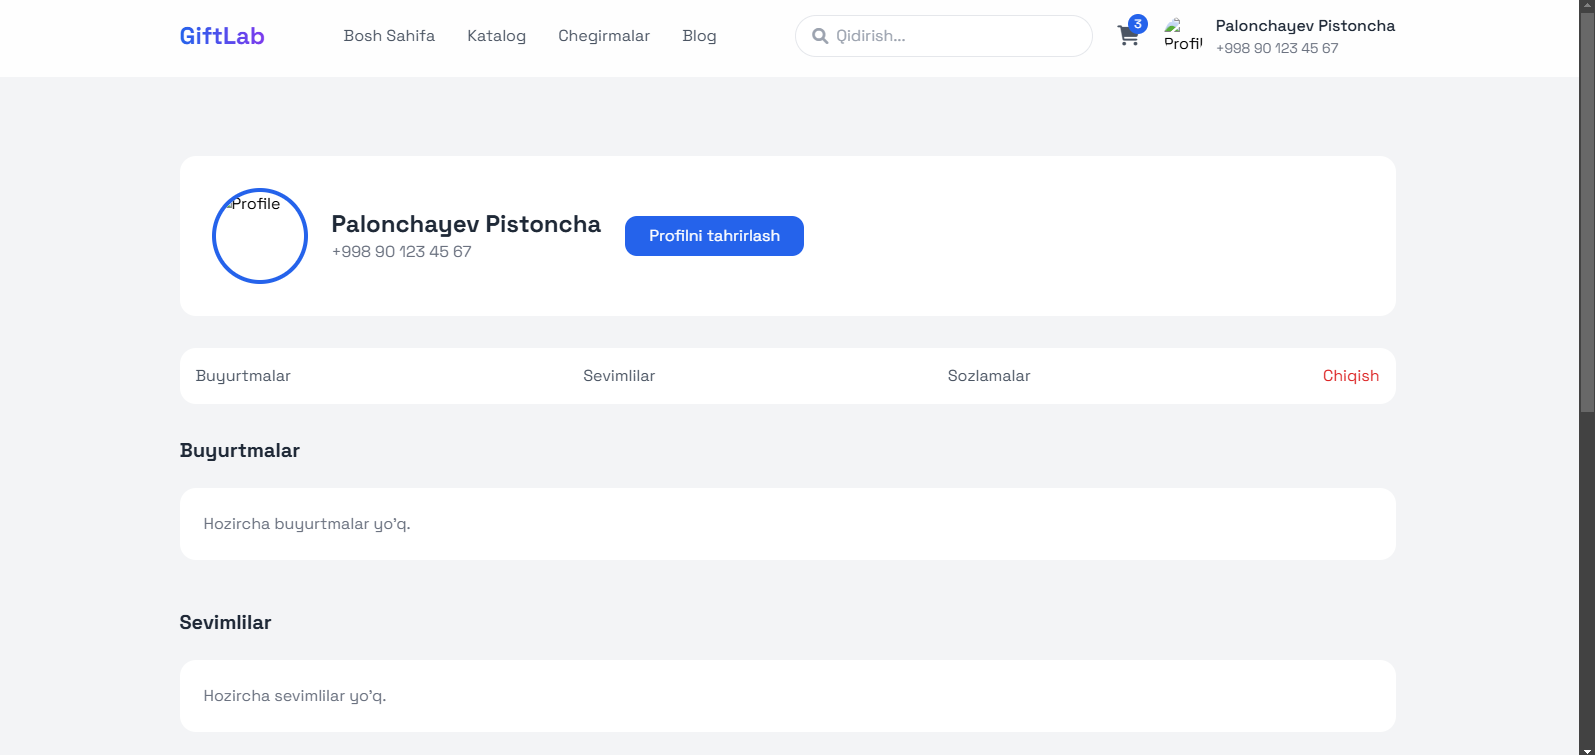 GiftLab
Bosh Sahifa
Katalog
Chegirmalar
Blog
Qidirish...
3
Profil
Palonchayev Pistoncha
+998 90 123 45 67
Profile
Palonchayev Pistoncha
+998 90 123 45 67
Profilni tahrirlash
Buyurtmalar
Sevimlilar
Sozlamalar
Chiqish
Buyurtmalar
Hozircha buyurtmalar yo’q.
Sevimlilar
Hozircha sevimlilar yo’q.